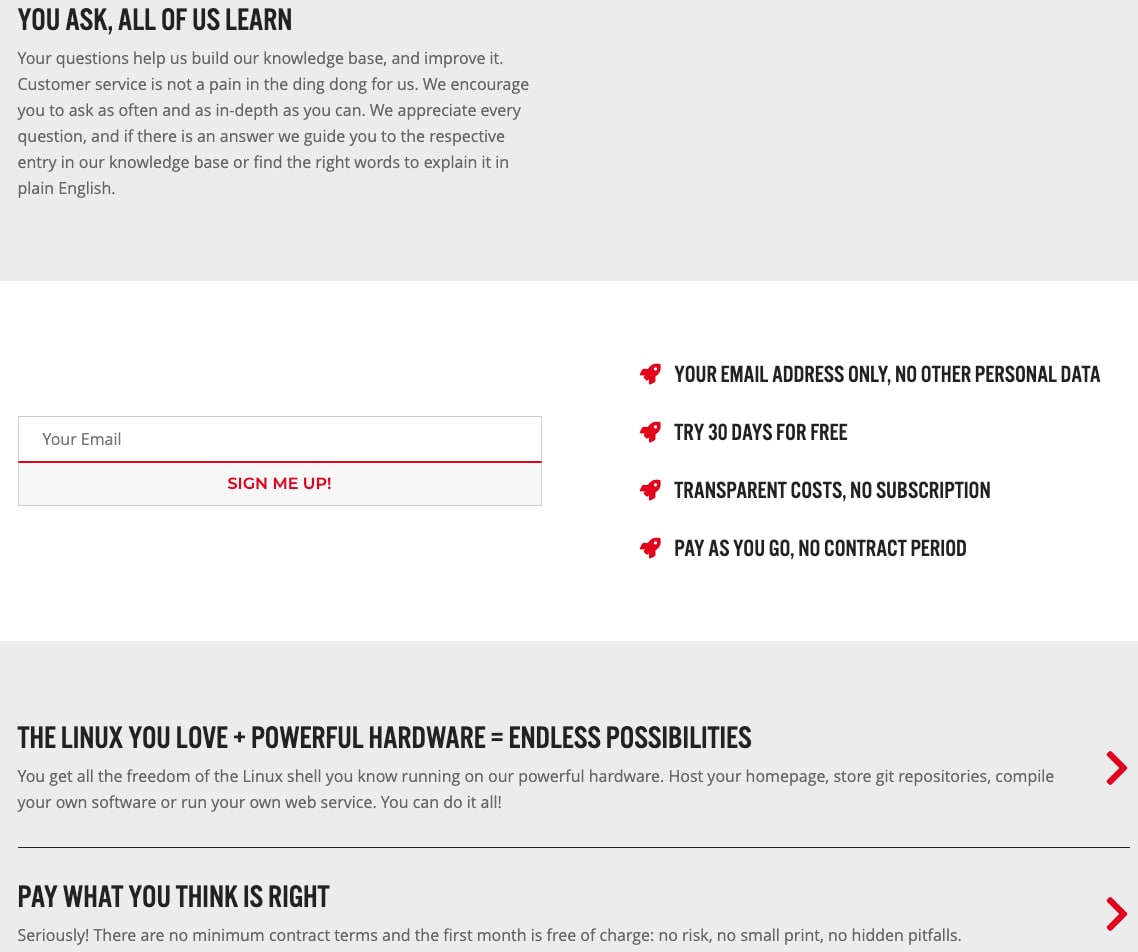 YOU ASK, ALL OF US LEARN
Your questions help us build our knowledge base, and improve it.
Customer service is not a pain in the ding dong for us. We encourage
you to ask as often and as in-depth as you can. We appreciate every
question, and if there is an answer we guide you to the respective
entry in our knowledge base or find the right words to explain it in
plain English.
Your Email
SIGN ME UP!
YOUR EMAIL ADDRESS ONLY, NO OTHER PERSONAL DATA
TRY 30 DAYS FOR FREE
TRANSPARENT COSTS, NO SUBSCRIPTION
PAY AS YOU GO, NO CONTRACT PERIOD
THE LINUX YOU LOVE + POWERFUL HARDWARE = ENDLESS POSSIBILITIES
You get all the freedom of the Linux shell you know running on our powerful hardware. Host your homepage, store git repositories, compile
your own software or run your own web service. You can do it all!
PAY WHAT YOU THINK IS RIGHT
Seriously! There are no minimum contract terms and the first month is free of charge: no risk, no small print, no hidden pitfalls.